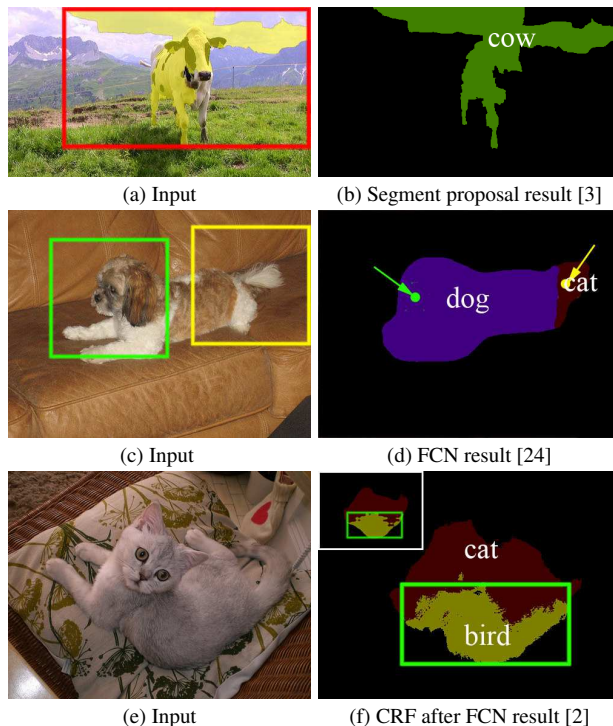 cow
(a) Input
(b) Segment proposal result [3]
dog
cat
(c) Input
(d) FCN result [24]
cat
bird
(e) Input
(f) CRF after FCN result [2]